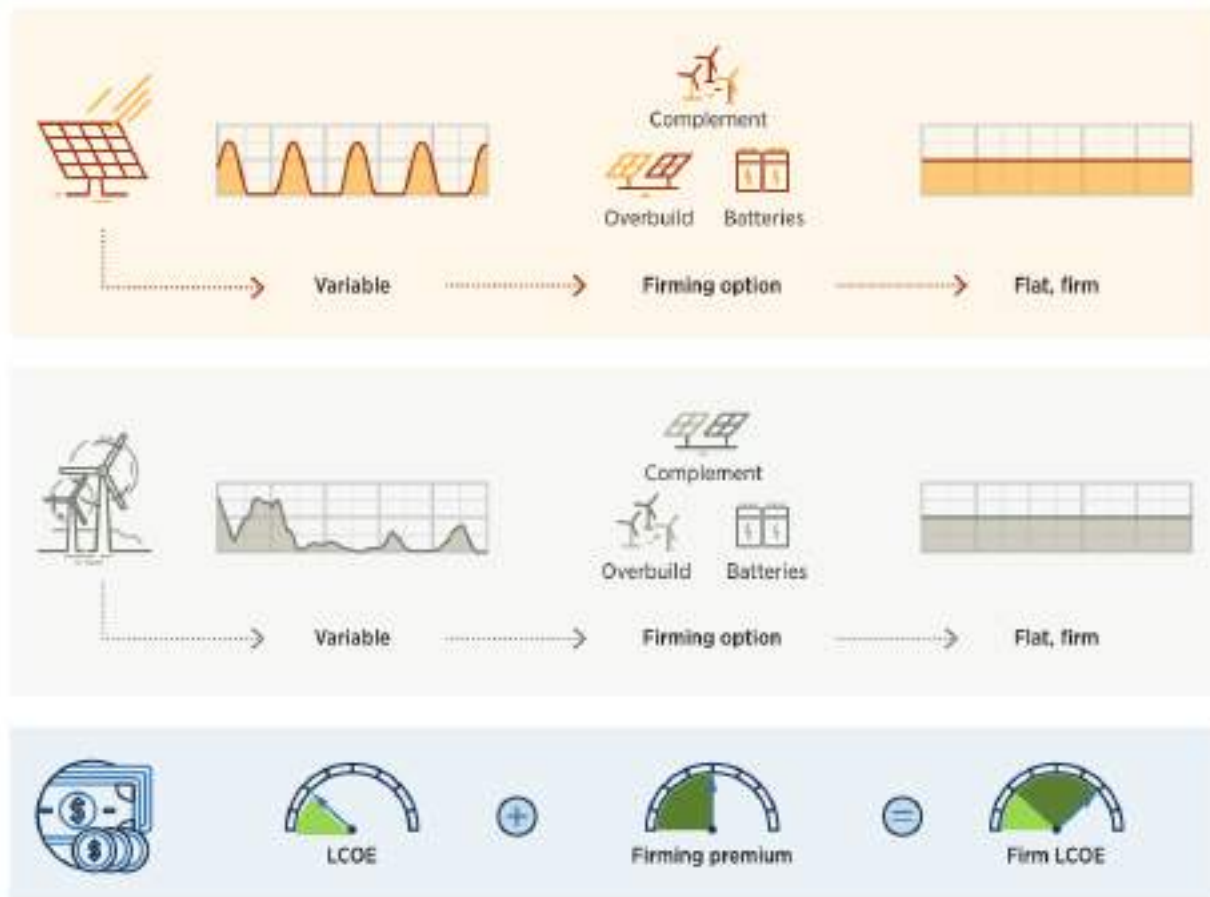 Complement
Overbuild Batteries
Variable Firming option Flat, firm
Complement
Overbuild Batteries
Variable Firming option Flat, firm
$ $ + =
LCOE Firming premium Firm LCOE